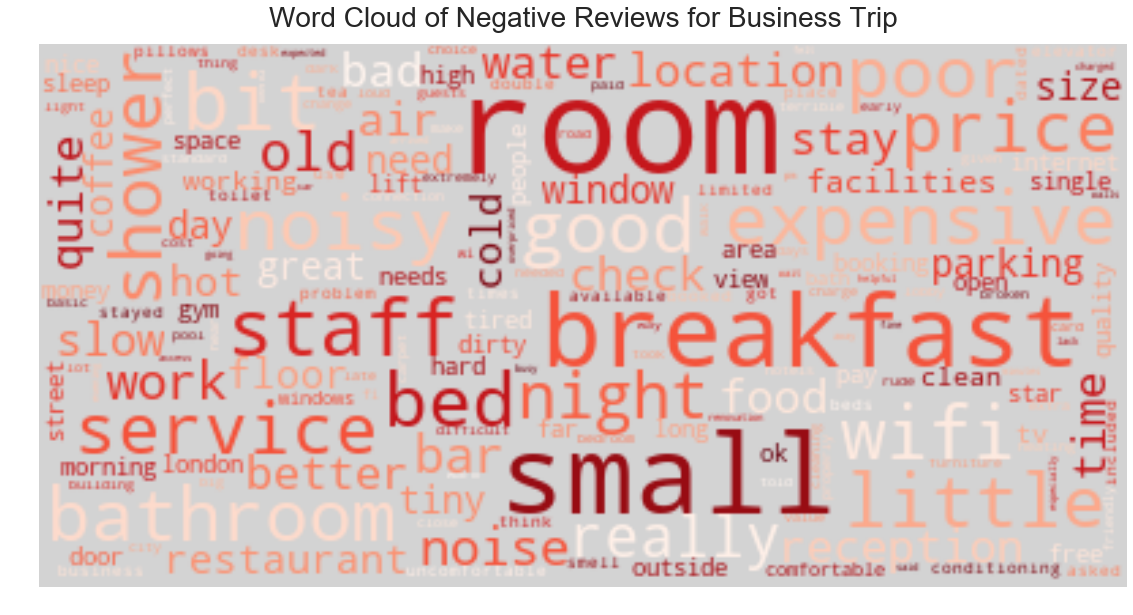 Word Cloud of Negative Reviews for Business Trip
pillows desk expected choice
nice thing bad high water location poor
sleep tea guests double paid place size
light perfect bit air room early
shower coffee old road terrible stay price
quite space need people internet
standard working lift extremely window limited facilities single
toilet
day noisy cold good expensive
cost area
going great needs check view booking parking
hot needed helpful open
money problem times available got charge broken
basic stayed gym staff breakfast card quality
slow pool tired lack
dirty
work floor hard bed night food pay rude clean star
street windows beds time
service difficult far bedroom long wifi tv included
morning london better bar small ok
building tiny told furniture especially
bathroom close think really value little friendly
door city restaurant noise reception free
business uncomfortable smell outside comfortable said conditioning asked